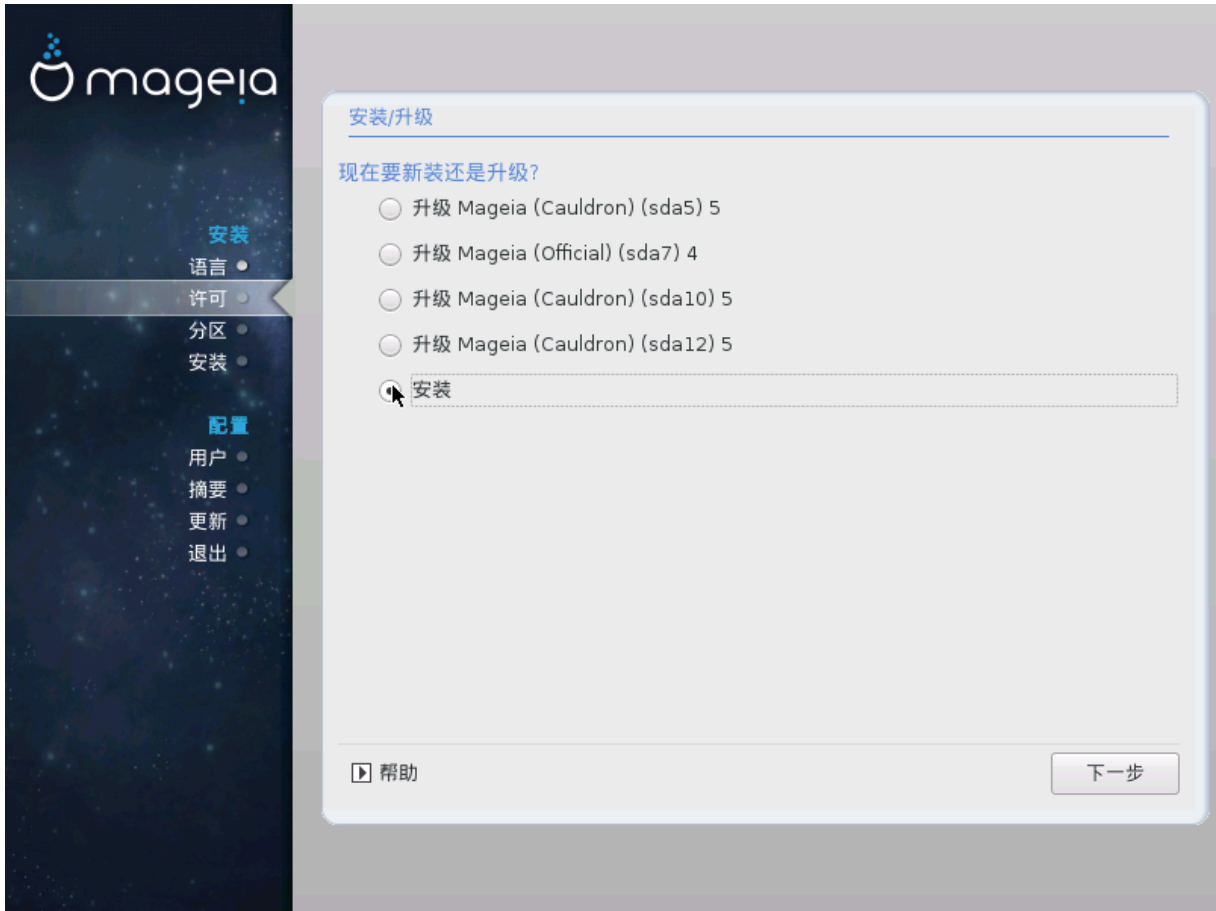 mageia
安装
语言
许可
分区
安装
配置
用户
摘要
更新
退出
安装/升级
现在要新装还是升级?
升级 Mageia (Cauldron) (sda5) 5
升级 Mageia (Official) (sda7) 4
升级 Mageia (Cauldron) (sda10) 5
升级 Mageia (Cauldron) (sda12) 5
安装
帮助
下一步